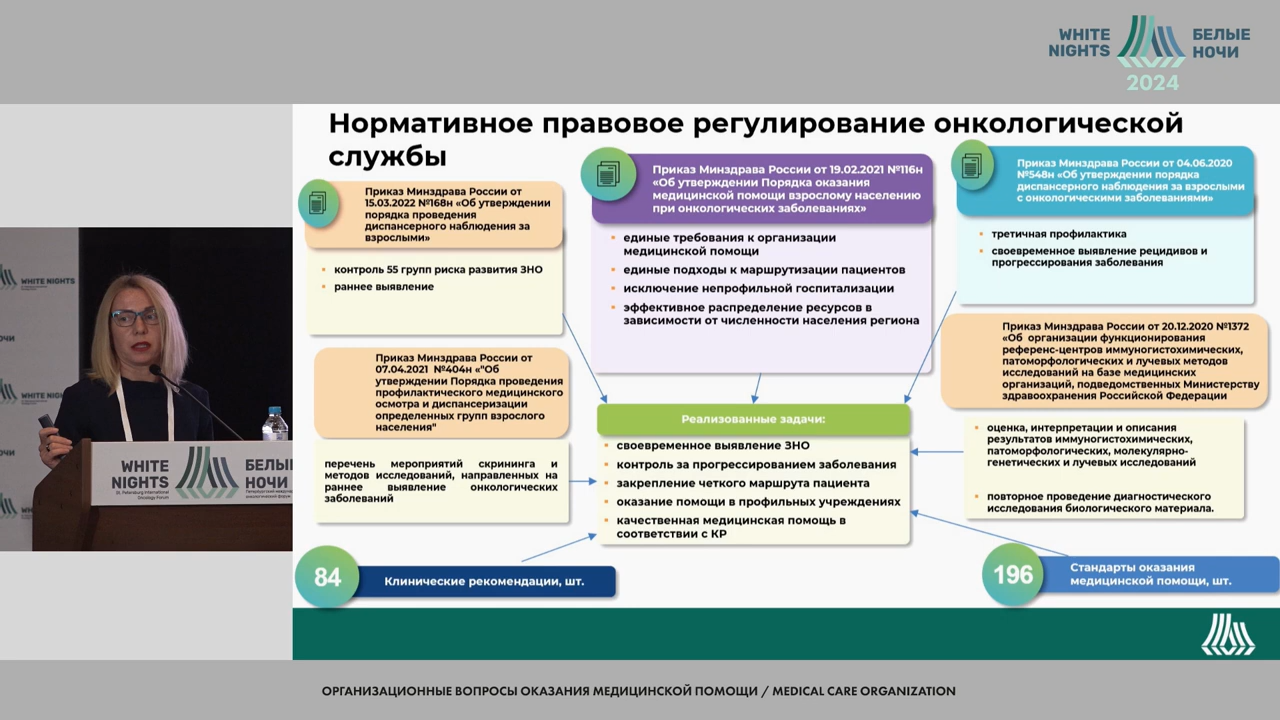 WHITE
NIGHTS
БЕЛЫЕ
НОЧИ
2024
Нормативное правовое регулирование онкологической
службы
Приказ Минздрава России от
15.03.2022 №168н «Об утверждении
порядка проведения
диспансерного наблюдения за
взрослыми»
контроль 55 групп риска развития ЗНО
раннее выявление
Приказ Минздрава России от
07.04.2021 №404н «"Об
утверждении Порядка проведения
профилактического медицинского
осмотра и диспансеризации
определенных групп взрослого
населения"
перечень мероприятий скрининга и
методов исследований, направленных на
раннее выявление онкологических
заболеваний
Приказ Минздрава России от 19.02.2021 №116н
«Об утверждении Порядка оказания
медицинской помощи взрослому населению
при онкологических заболеваниях»
единые требования к организации
медицинской помощи
единые подходы к маршрутизации пациентов
исключение непрофильной госпитализации
эффективное распределение ресурсов в
зависимости от численности населения региона
Реализованные задачи:
своевременное выявление ЗНО
контроль за прогрессированием заболевания
закрепление четкого маршрута пациента
оказание помощи в профильных учреждениях
качественная медицинская помощь в
соответствии с КР
Приказ Минздрава России от 04.06.2020
№548н «Об утверждении порядка
диспансерного наблюдения за взрослыми
с онкологическими заболеваниями»
третичная профилактика
своевременное выявление рецидивов и
прогрессирования заболевания
Приказ Минздрава России от 20.12.2020 №1372
«Об организации функционирования
референс-центров иммуногистохимических,
патоморфологических и лучевых методов
исследований на базе медицинских
организаций, подведомственных Министерству
здравоохранения Российской Федерации
оценка, интерпретации и описания
результатов иммуногистохимических,
патоморфологических, молекулярно-
генетических и лучевых исследований
повторное проведение диагностического
исследования биологического материала.
84
Клинические рекомендации, шт.
196
Стандарты оказания
медицинской помощи, шт.
WHITE NIGHTS
WHITE
NIGHTS
St. Petersburg International
Oncology Forum
БЕЛЫ
НОЧИ
ОРГАНИЗАЦИОННЫЕ ВОПРОСЫ ОКАЗАНИЯ МЕДИЦИНСКОЙ ПОМОЩИ / MEDICAL CARE ORGANIZATION